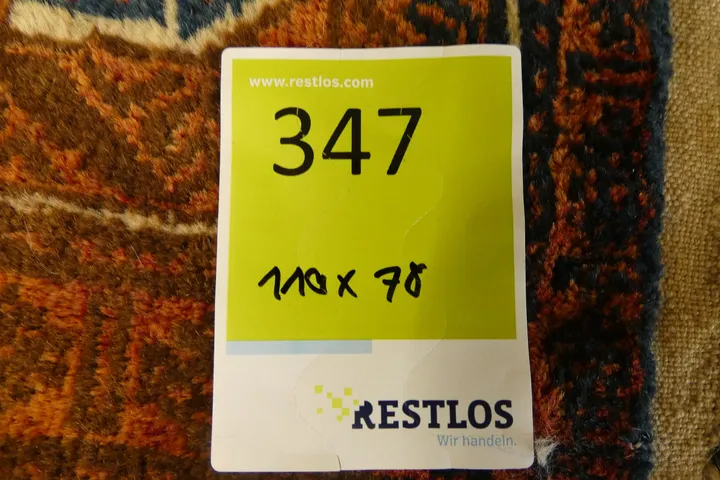 www.restlos.com
347
110 x 78
RESTLOS
Wir handeln.